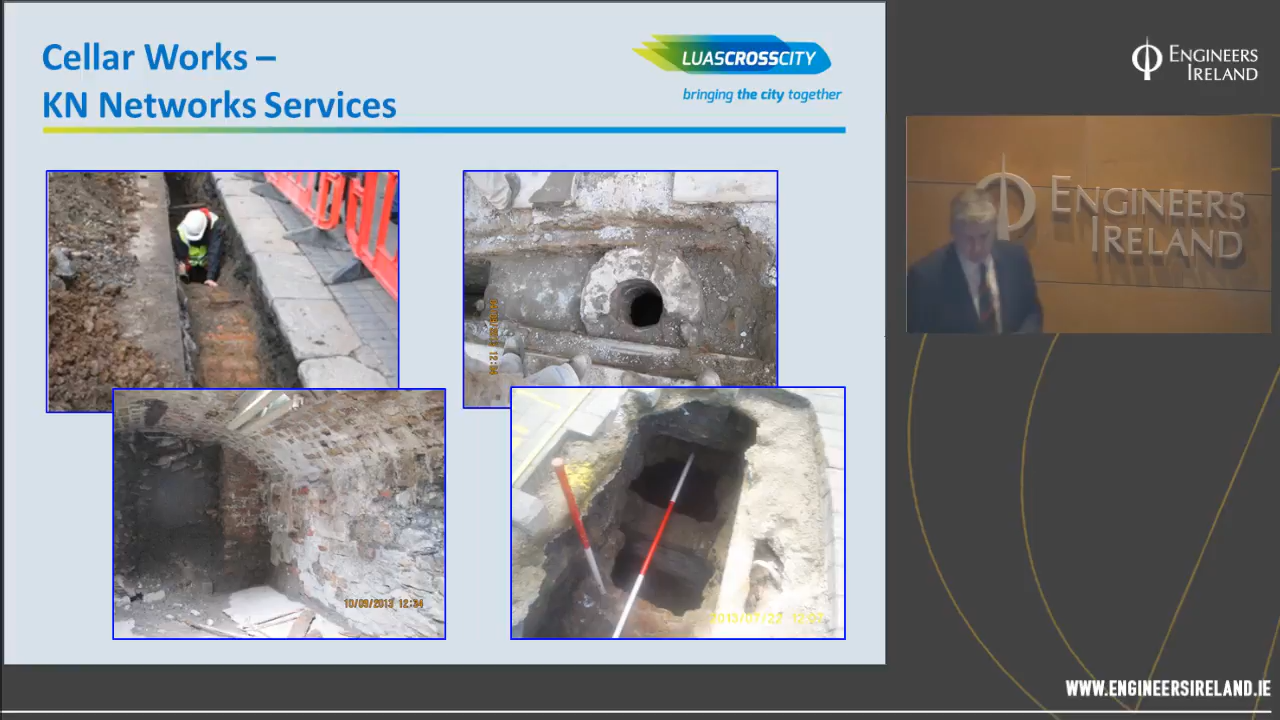 Cellar Works –
KN Networks Services
LUASCROSSCITY
bringing the city together
ENGINEERS
IRELAND
ENGINEERS
IRELAND
10/09/2013 12:34
WWW.ENGINEERSIRELAND.IE